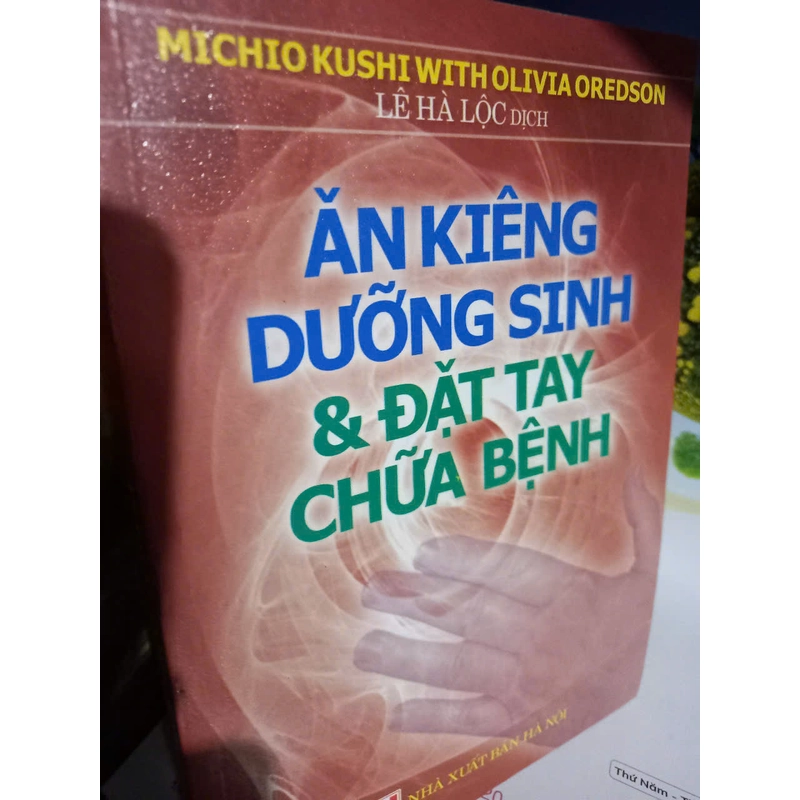 MICHIO KUSHI WITH OLIVIA OREDSON
LÊ HÀ LỘC DỊCH
ĂN KIÊNG
DƯỠNG SINH
& ĐẶT TAY
CHỮA BỆNH
NHÀ XUẤT BẢN HÀ NỘI
Thứ Năm -